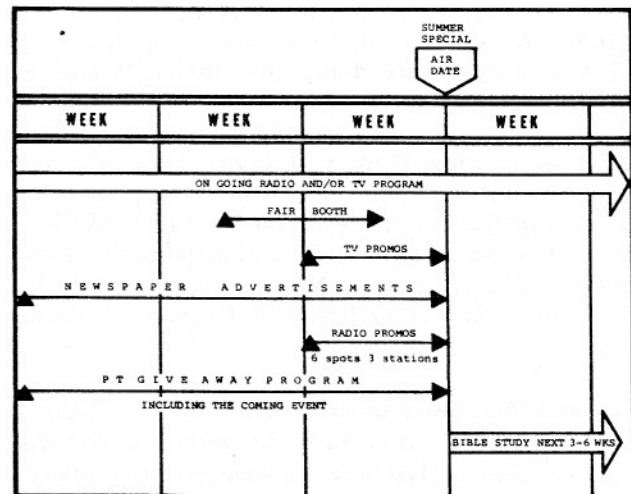 SUMMER
SPECIAL
AIR
DATE
WEEK WEEK WEEK WEEK
ON GOING RADIO AND/OR TV PROGRAM
FAIR BOOTH
TV PROMOS
NEWSPAPER ADVERTISEMENTS
RADIO PROMOS
6 spots 3 stations
PT GIVE AWAY PROGRAM
INCLUDING THE COMING EVENT
BIBLE STUDY NEXT 3-6 WKS